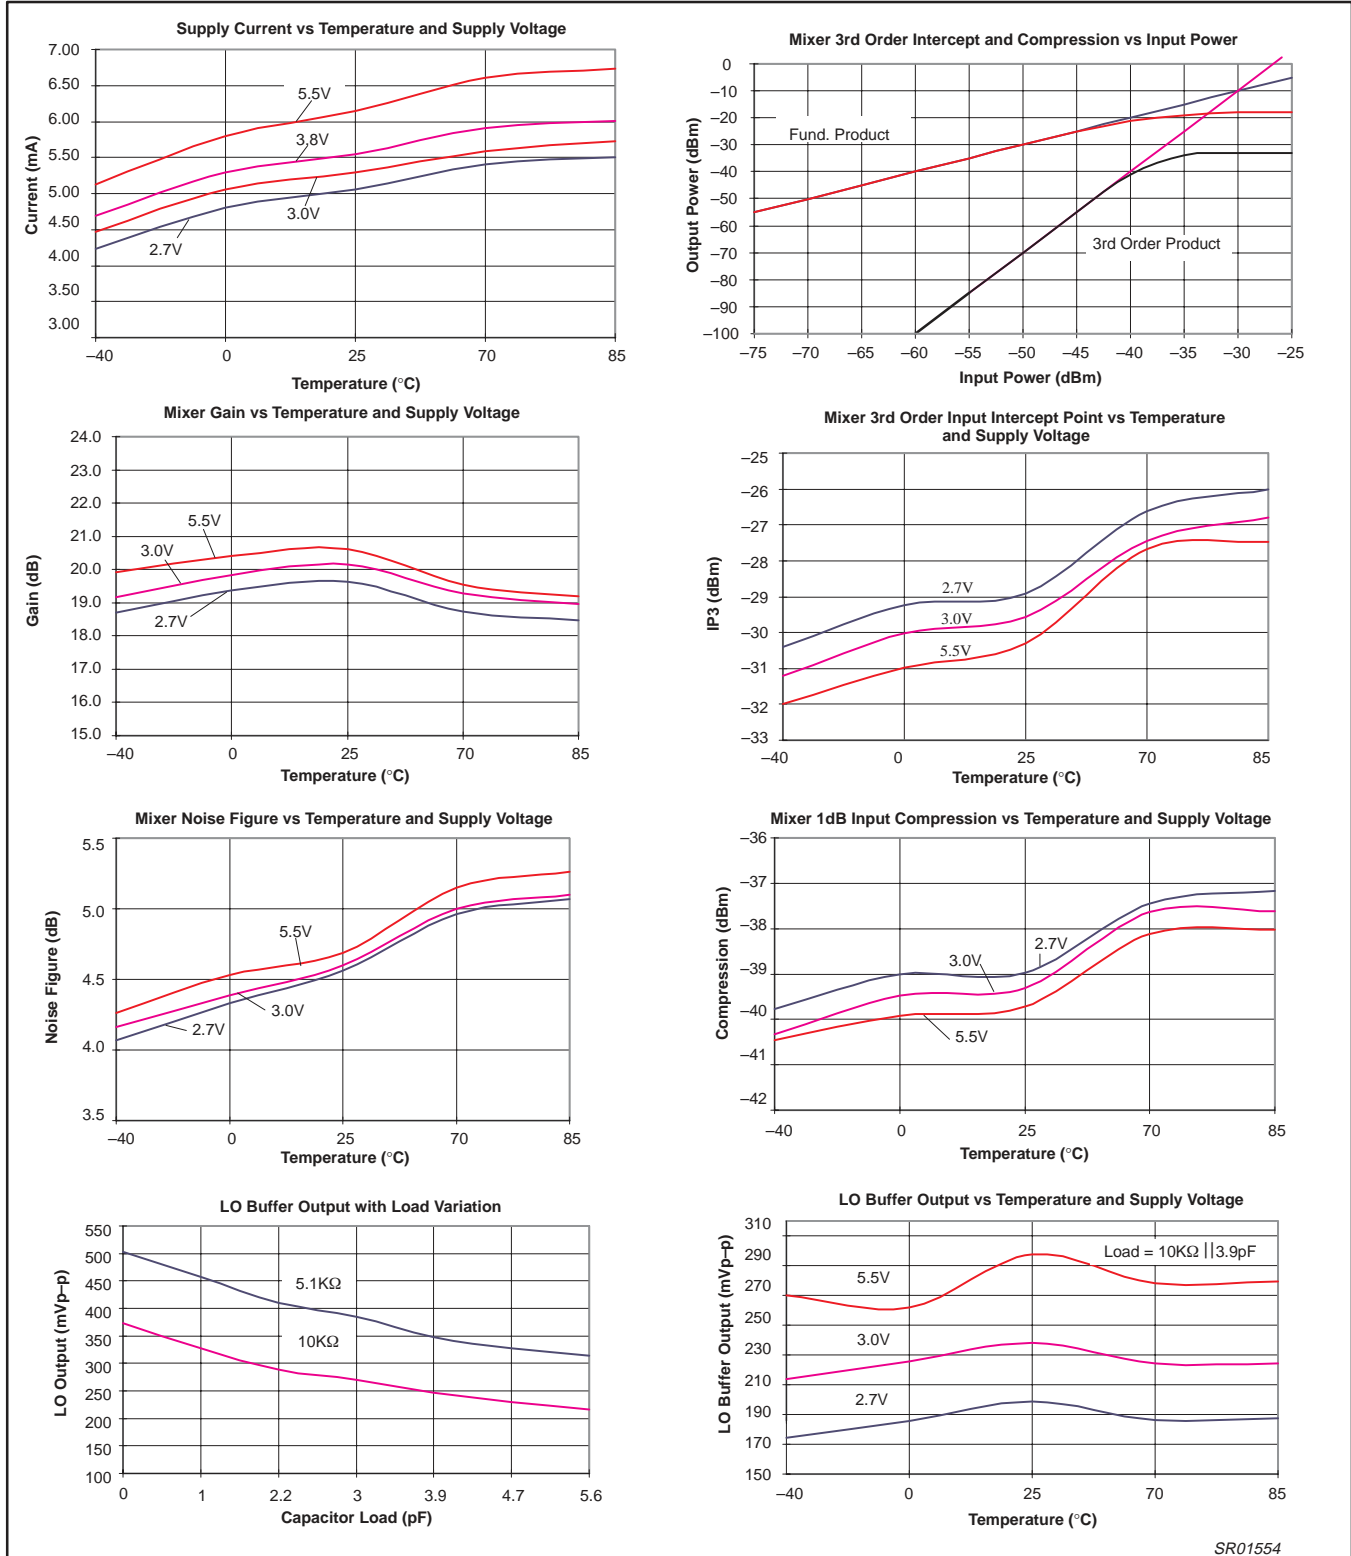 Supply Current vs Temperature and Supply Voltage
7.00
6.50
6.00
5.50
5.00
4.50
4.00
3.50
3.00
Current (mA)
5.5V
3.8V
3.0V
2.7V
–40 0 25 70 85
Temperature (°C)
Mixer 3rd Order Intercept and Compression vs Input Power
0
–10
–20
–30
–40
–50
–60
–70
–80
–90
–100
Output Power (dBm)
Fund. Product
3rd Order Product
–75 –70 –65 –60 –55 –50 –45 –40 –35 –30 –25
Input Power (dBm)
Mixer Gain vs Temperature and Supply Voltage
24.0
23.0
22.0
21.0
20.0
19.0
18.0
17.0
16.0
15.0
Gain (dB)
5.5V
3.0V
2.7V
–40 0 25 70 85
Temperature (°C)
Mixer 3rd Order Input Intercept Point vs Temperature
and Supply Voltage
–25
–26
–27
–28
–29
–30
–31
–32
–33
IP3 (dBm)
2.7V
3.0V
5.5V
–40 0 25 70 85
Temperature (°C)
Mixer Noise Figure vs Temperature and Supply Voltage
5.5
5.0
4.5
4.0
3.5
Noise Figure (dB)
5.5V
3.0V
2.7V
–40 0 25 70 85
Temperature (°C)
Mixer 1dB Input Compression vs Temperature and Supply Voltage
–36
–37
–38
–39
–40
–41
–42
Compression (dBm)
2.7V
3.0V
5.5V
–40 0 25 70 85
Temperature (°C)
LO Buffer Output with Load Variation
550
500
450
400
350
300
250
200
150
100
LO Output (mVp–p)
5.1KΩ
10KΩ
0 1 2.2 3 3.9 4.7 5.6
Capacitor Load (pF)
LO Buffer Output vs Temperature and Supply Voltage
310
290
270
250
230
210
190
170
150
LO Buffer Output (mVp–p)
Load = 10KΩ ||3.9pF
5.5V
3.0V
2.7V
–40 0 25 70 85
Temperature (°C)
SR01554